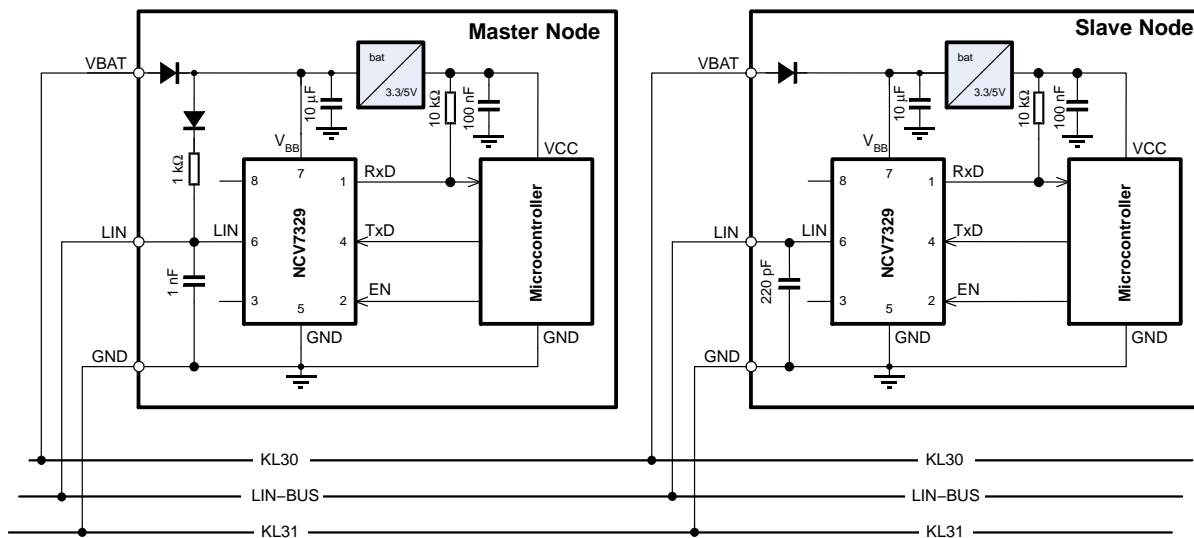 Master Node
VBAT
bat
3.3/5V
10 µF
10 kΩ
100 nF
VCC
1 kΩ
V_BB
7
8
1
RxD
NCV7329
Microcontroller
LIN
LIN
6
4
TxD
1 nF
3
2
EN
5
GND
GND
GND
Slave Node
VBAT
bat
3.3/5V
10 µF
10 kΩ
100 nF
VCC
V_BB
7
8
1
RxD
NCV7329
Microcontroller
LIN
LIN
6
4
TxD
220 pF
3
2
EN
5
GND
GND
GND
KL30
KL30
LIN–BUS
LIN–BUS
KL31
KL31